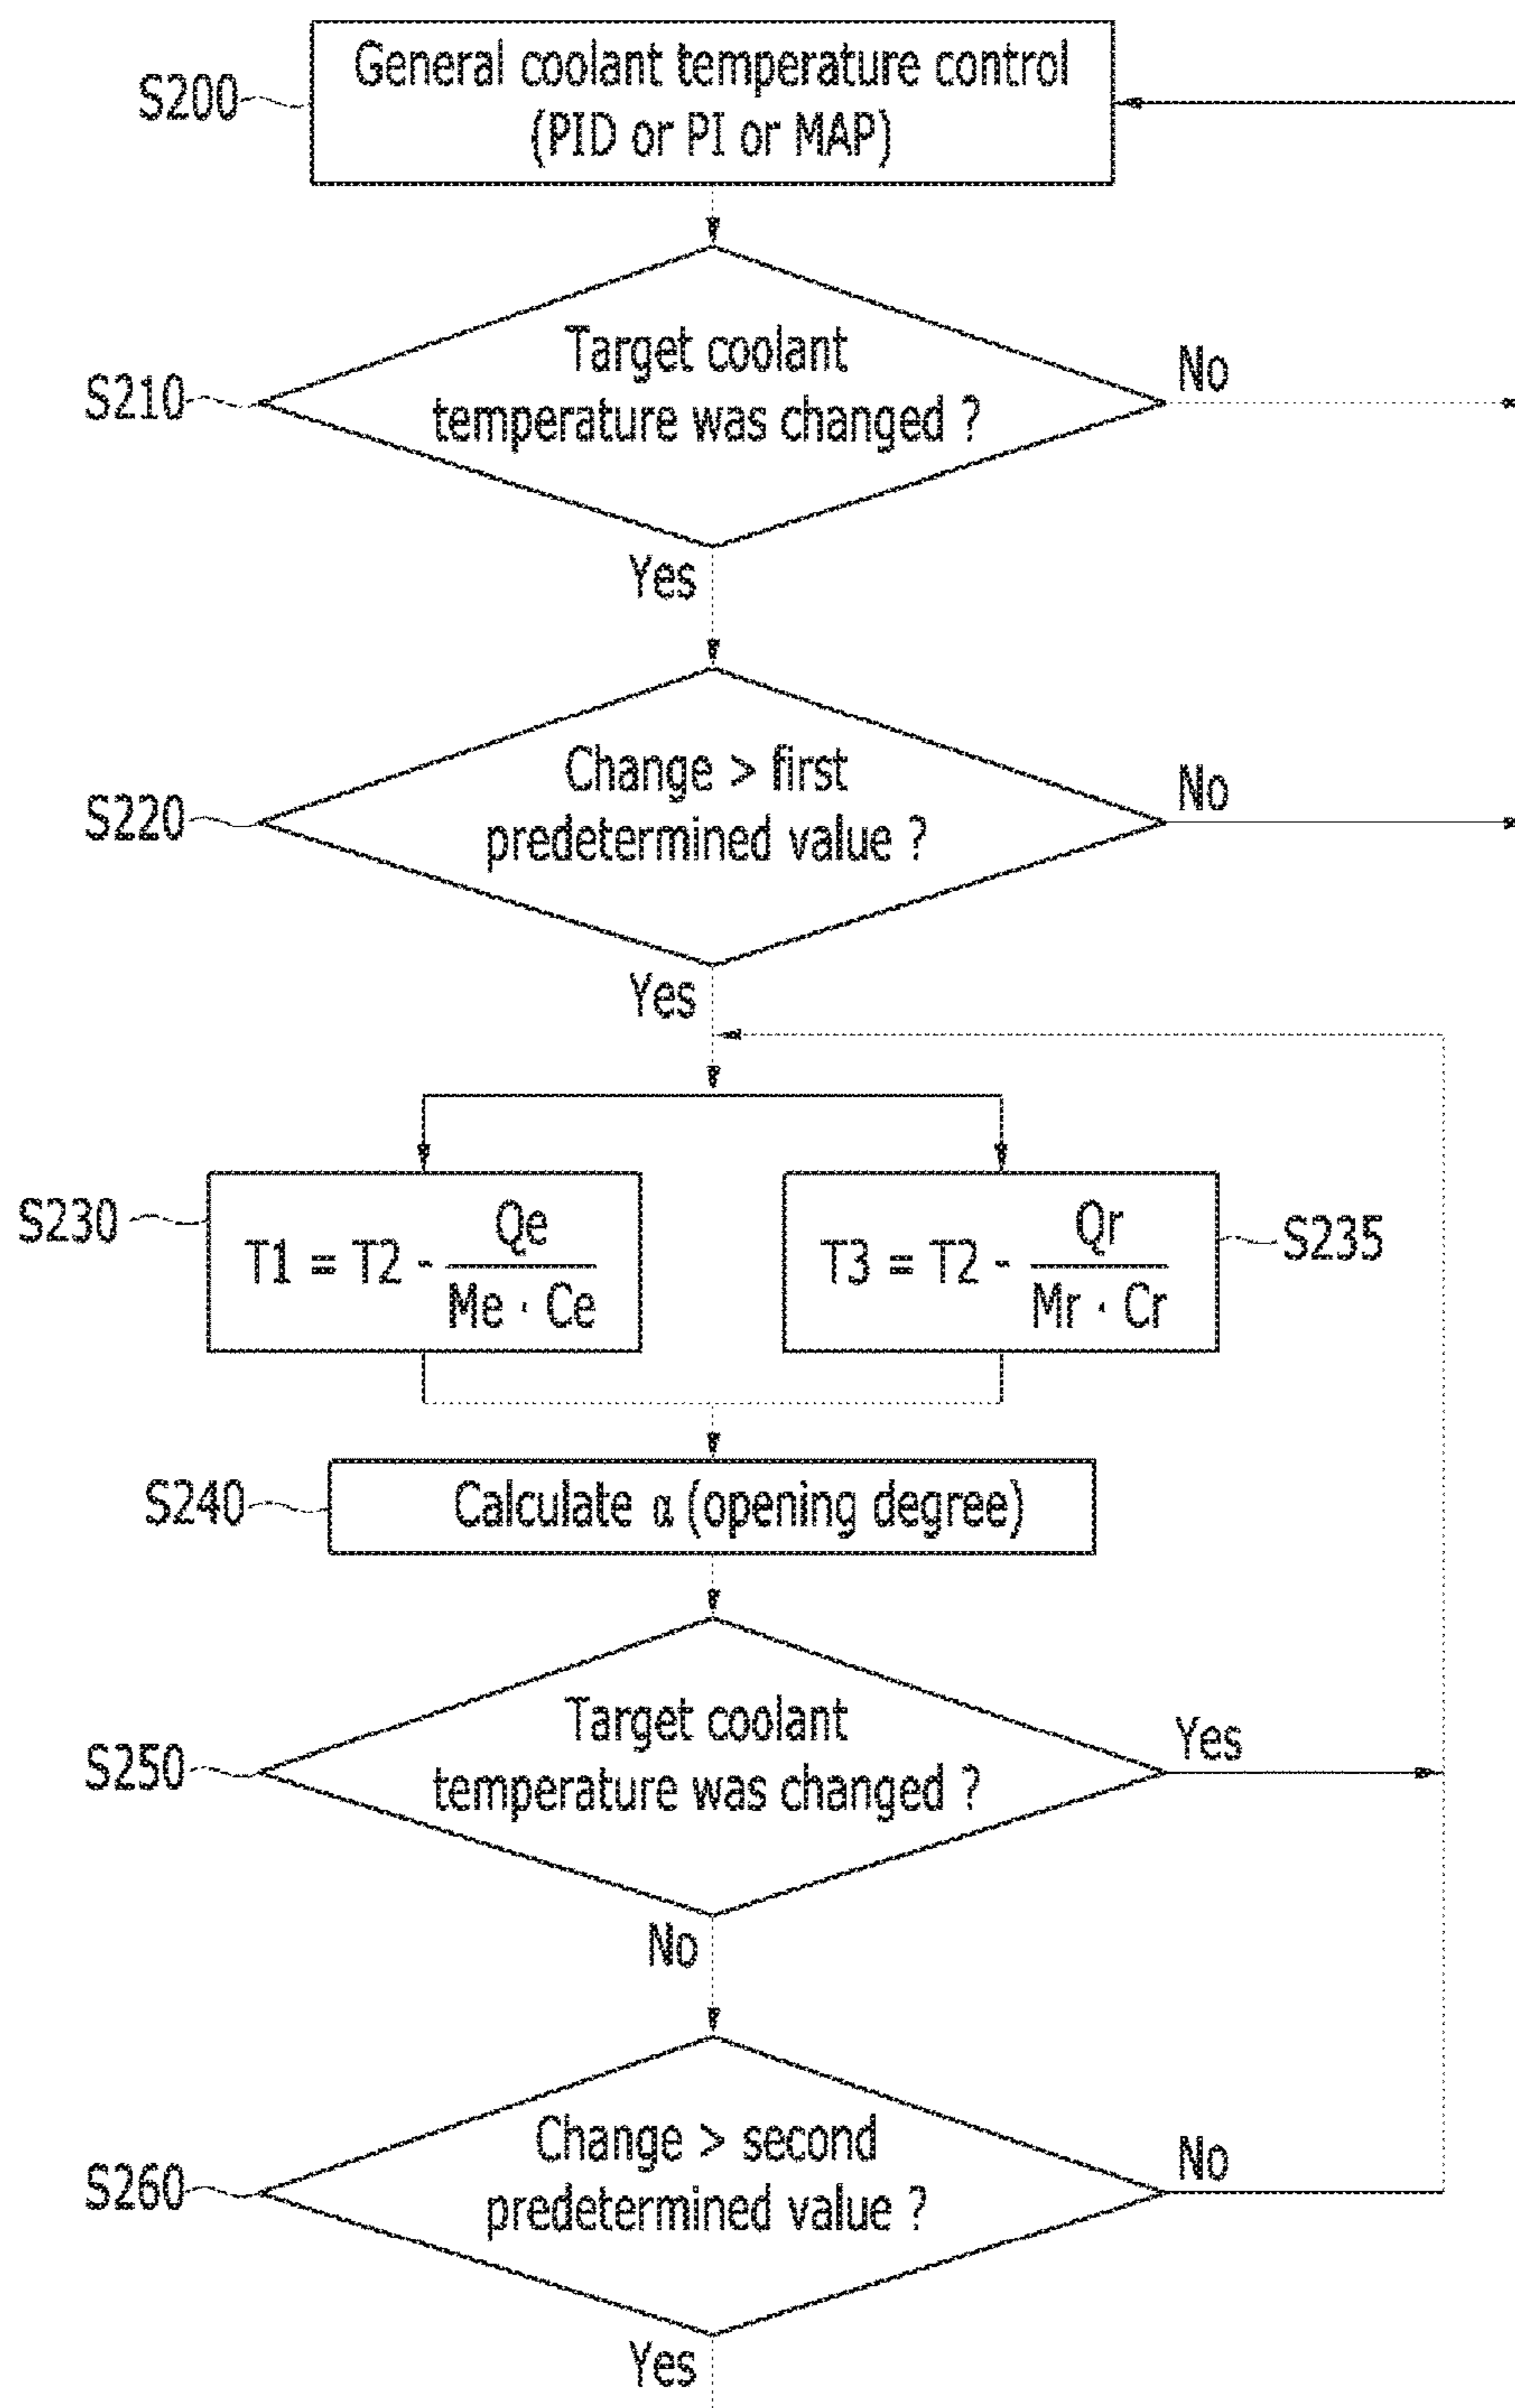 S200
General coolant temperature control
(PID or PI or MAP)
S210
Target coolant
temperature was changed ?
No
Yes
S220
Change > first
predetermined value ?
No
Yes
S230
T1 = T2 - Qe / Me · Ce
T3 = T2 - Qr / Mr · Cr
S235
S240
Calculate α (opening degree)
S250
Target coolant
temperature was changed ?
Yes
No
S260
Change > second
predetermined value ?
No
Yes